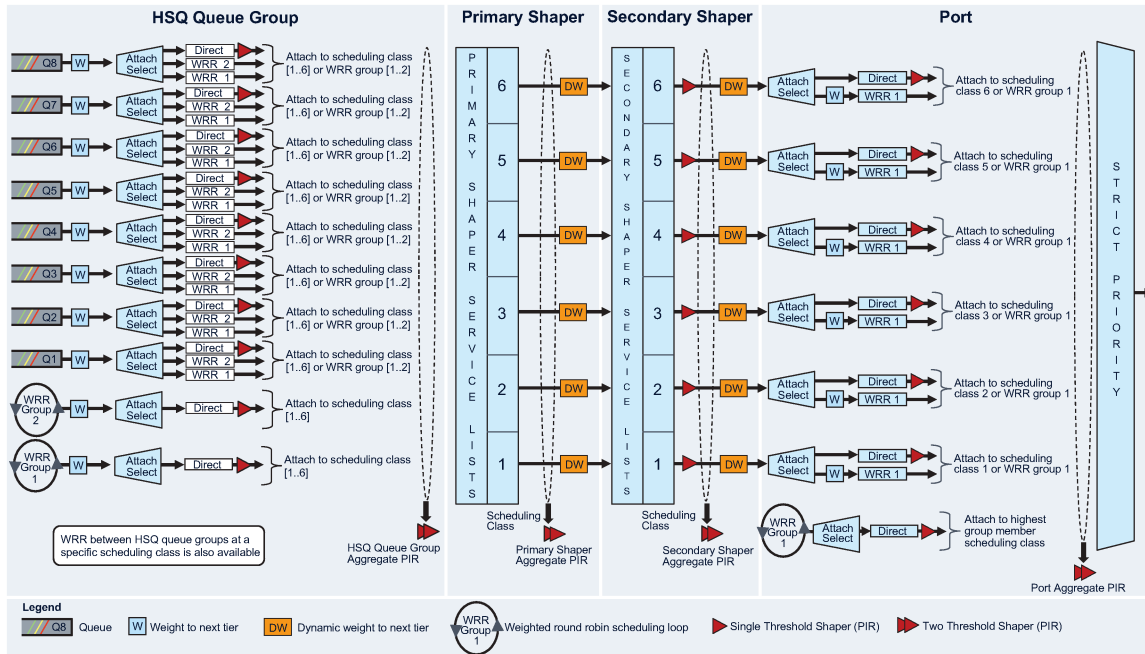 HSQ Queue Group
Primary Shaper
Secondary Shaper
Port
Q8
W
Attach
Select
Direct
WRR 2
WRR 1
Attach to scheduling class
[1..6] or WRR group [1..2]
Q7
W
Attach
Select
Direct
WRR 2
WRR 1
Attach to scheduling class
[1..6] or WRR group [1..2]
Q6
W
Attach
Select
Direct
WRR 2
WRR 1
Attach to scheduling class
[1..6] or WRR group [1..2]
Q5
W
Attach
Select
Direct
WRR 2
WRR 1
Attach to scheduling class
[1..6] or WRR group [1..2]
Q4
W
Attach
Select
Direct
WRR 2
WRR 1
Attach to scheduling class
[1..6] or WRR group [1..2]
Q3
W
Attach
Select
Direct
WRR 2
WRR 1
Attach to scheduling class
[1..6] or WRR group [1..2]
Q2
W
Attach
Select
Direct
WRR 2
WRR 1
Attach to scheduling class
[1..6] or WRR group [1..2]
Q1
W
Attach
Select
Direct
WRR 2
WRR 1
Attach to scheduling class
[1..6] or WRR group [1..2]
WRR
Group
2
W
Attach
Select
Direct
Attach to scheduling class
[1..6]
WRR
Group
1
W
Attach
Select
Direct
Attach to scheduling class
[1..6]
WRR between HSQ queue groups at a
specific scheduling class is also available
HSQ Queue Group
Aggregate PIR
PRIMARY SHAPER SERVICE LISTS
6
DW
5
DW
4
DW
3
DW
2
DW
1
DW
Scheduling
Class
Primary Shaper
Aggregate PIR
SECONDARY SHAPER SERVICE LISTS
6
DW
5
DW
4
DW
3
DW
2
DW
1
DW
Scheduling
Class
Secondary Shaper
Aggregate PIR
Attach
Select
Direct
W
WRR 1
Attach to scheduling
class 6 or WRR group 1
Attach
Select
Direct
W
WRR 1
Attach to scheduling
class 5 or WRR group 1
Attach
Select
Direct
W
WRR 1
Attach to scheduling
class 4 or WRR group 1
Attach
Select
Direct
W
WRR 1
Attach to scheduling
class 3 or WRR group 1
Attach
Select
Direct
W
WRR 1
Attach to scheduling
class 2 or WRR group 1
Attach
Select
Direct
W
WRR 1
Attach to scheduling
class 1 or WRR group 1
WRR
Group
1
Attach
Select
Direct
Attach to highest
group member
scheduling class
Port Aggregate PIR
STRICT PRIORITY
Legend
Q8
Queue
W
Weight to next tier
DW
Dynamic weight to next tier
WRR
Group
1
Weighted round robin scheduling loop
Single Threshold Shaper (PIR)
Two Threshold Shaper (PIR)